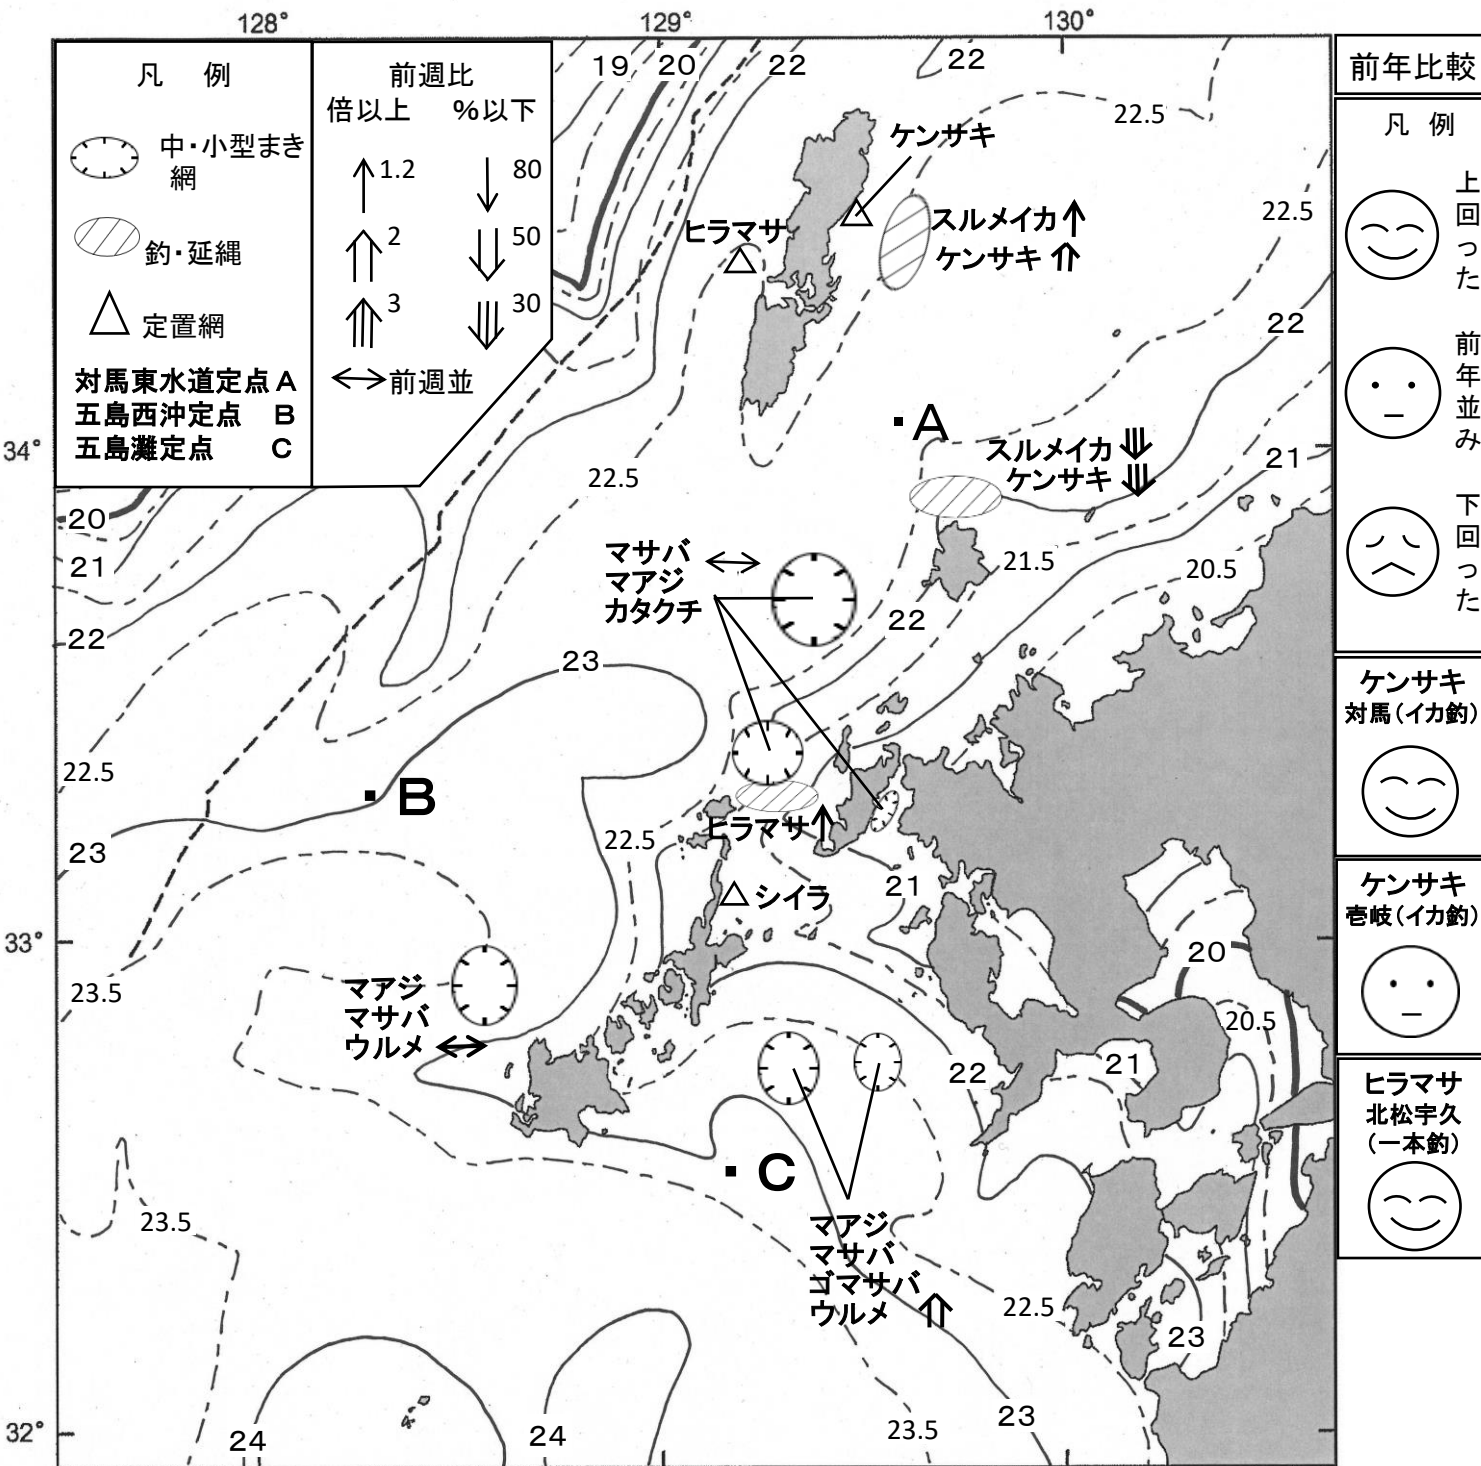 128°
129°
130°
凡　例
中・小型まき
網
釣・延縄
定置網
対馬東水道定点 A
五島西沖定点　B
五島灘定点　C
前週比
倍以上　%以下
1.2　80
2　50
3　30
前週並
19
20
22
22
22.5
ケンサキ
ヒラマサ
スルメイカ
ケンサキ
22.5
22
34°
A
スルメイカ
ケンサキ
21
22.5
20
21
22
マサバ
マアジ
カタクチ
21.5
20.5
22
23
22.5
B
23
22.5
ヒラマサ
21
シイラ
33°
23.5
マアジ
マサバ
ウルメ
20
20.5
22
21
C
23.5
マアジ
マサバ
ゴマサバ
ウルメ
22.5
23
32°
24
24
23.5
23
前年比較
凡 例
上回った
前年並み
下回った
ケンサキ
対馬(イカ釣)
ケンサキ
壱岐(イカ釣)
ヒラマサ
北松宇久
(一本釣)